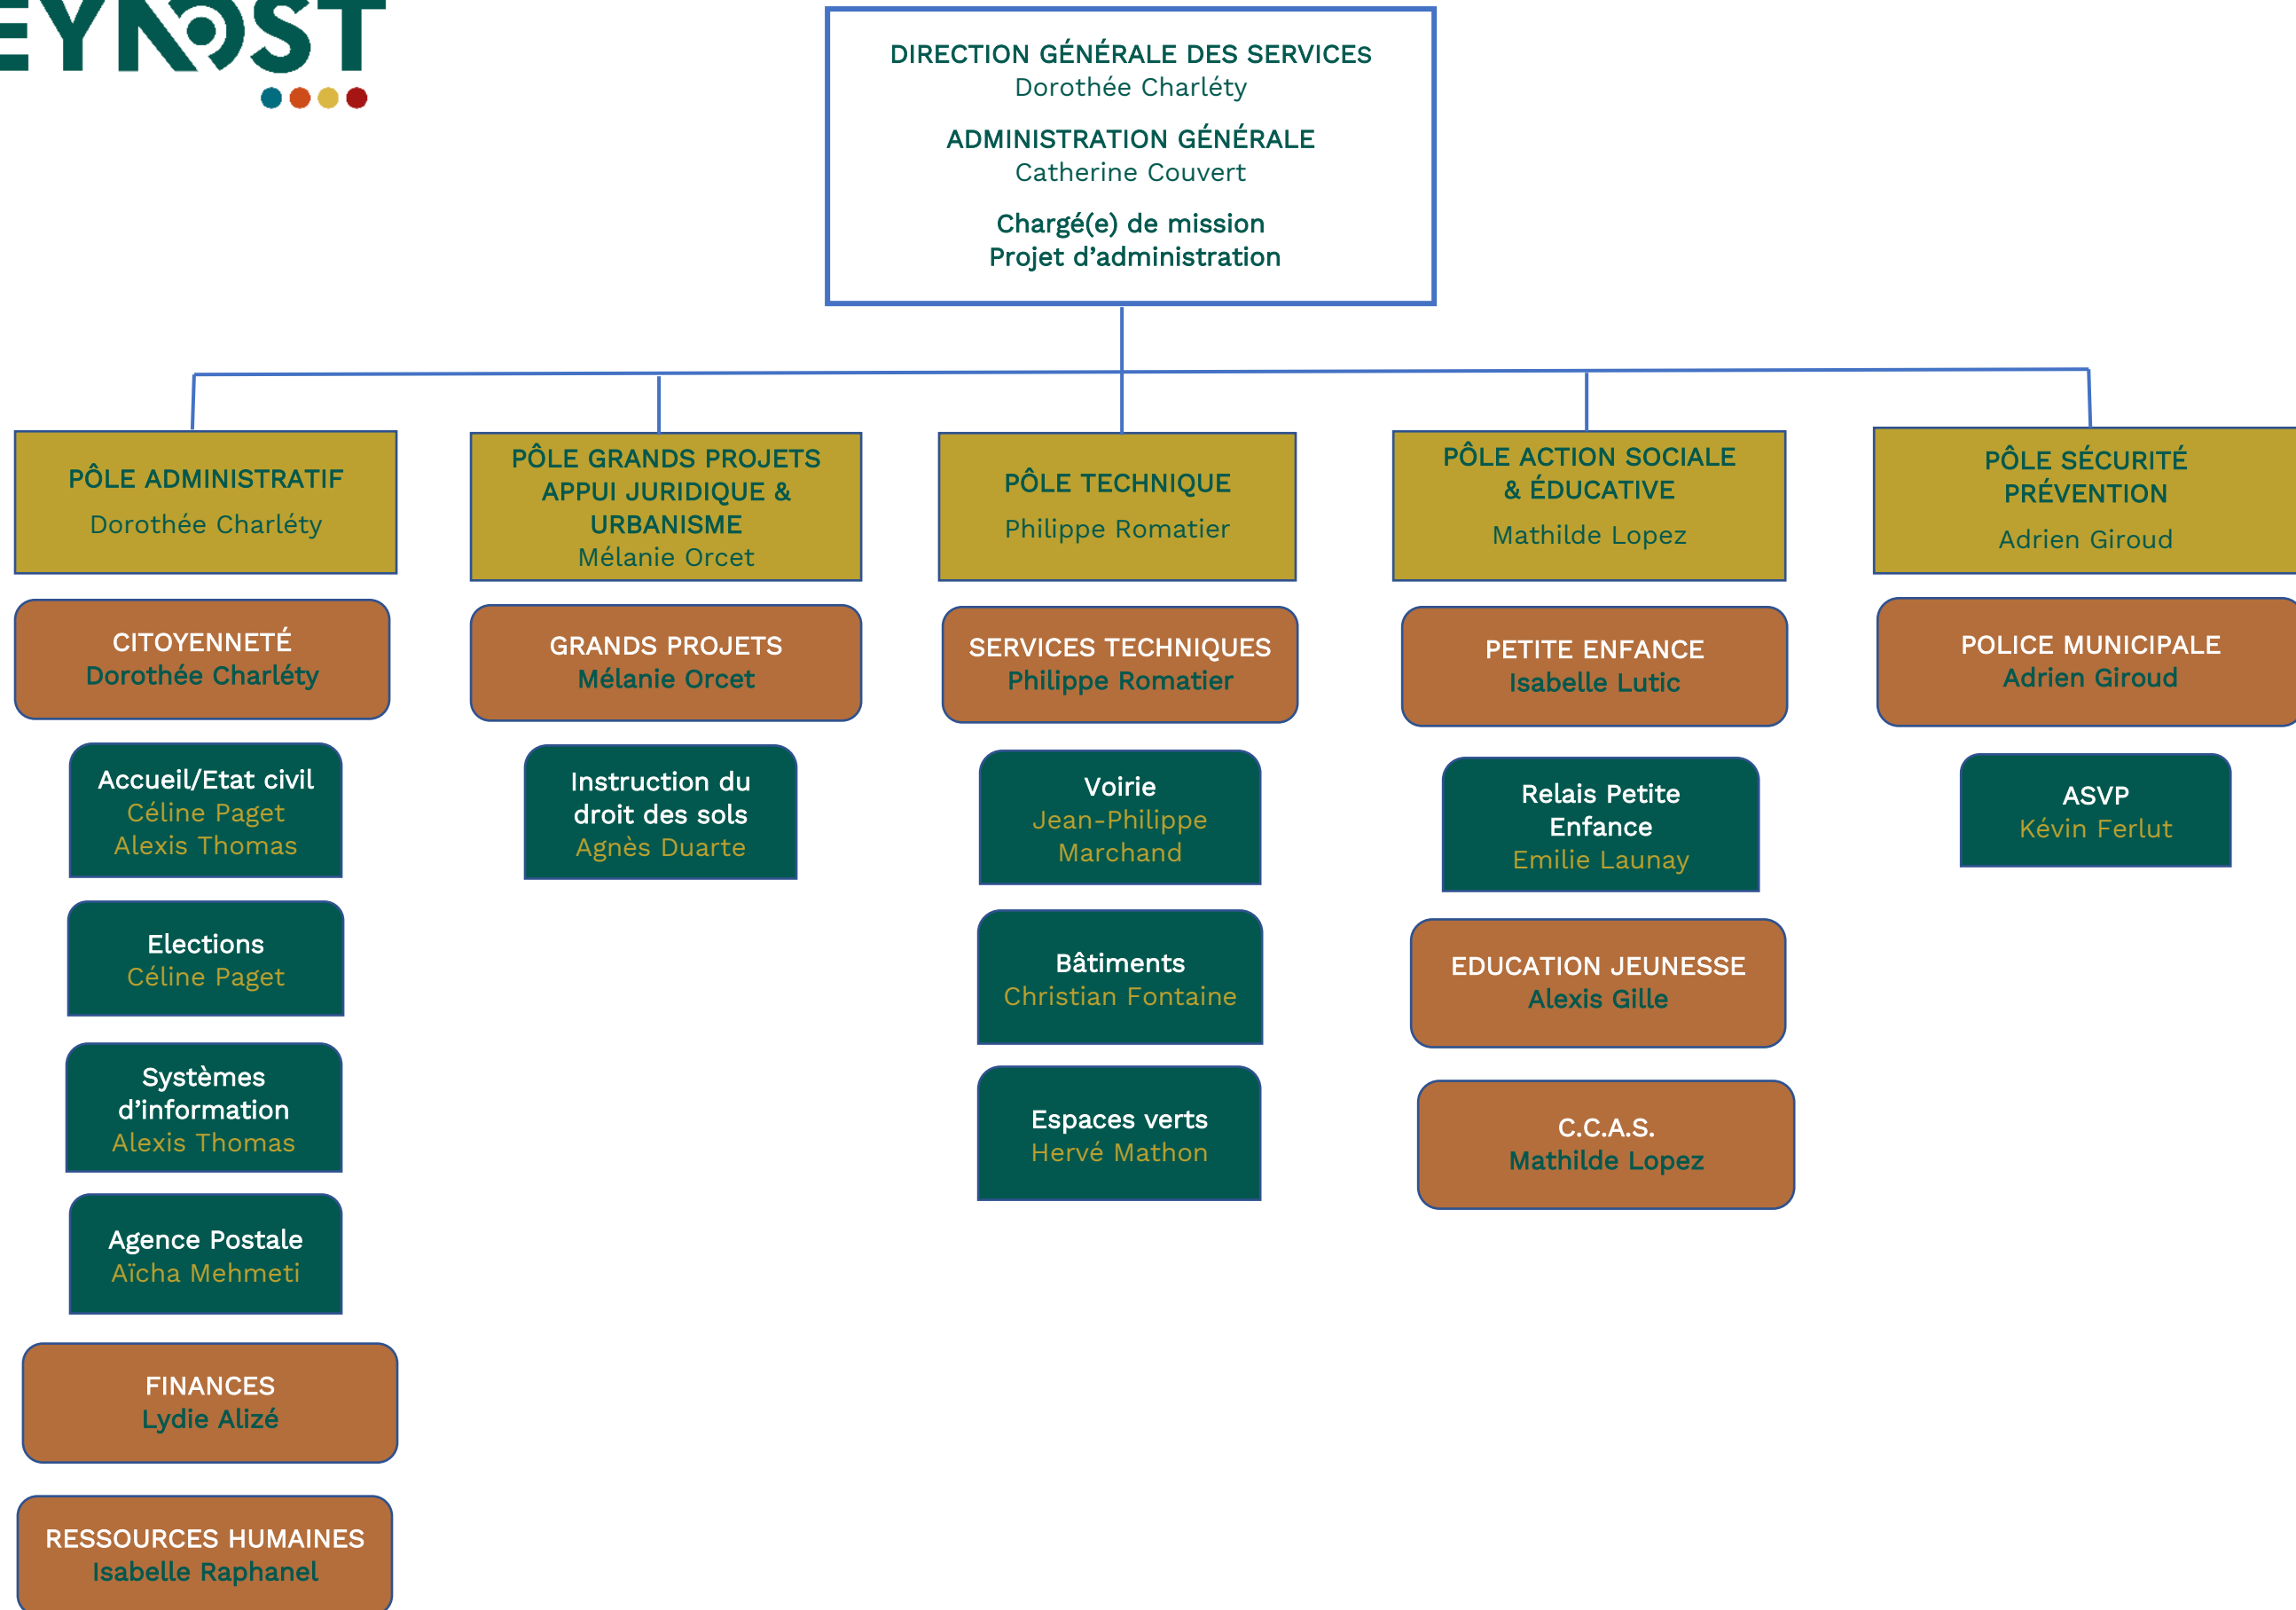 EYNOST
DIRECTION GÉNÉRALE DES SERVICEs
Dorothée Charléty
ADMINISTRATION GÉNÉRALE
Catherine Couvert
Chargé(e) de mission
Projet d’administration
PÔLE ADMINISTRATIF
Dorothée Charléty
CITOYENNETÉ
Dorothée Charléty
Accueil/Etat civil
Céline Paget
Alexis Thomas
Elections
Céline Paget
Systèmes
d’information
Alexis Thomas
Agence Postale
Aïcha Mehmeti
FINANCES
Lydie Alizé
RESSOURCES HUMAINES
Isabelle Raphanel
PÔLE GRANDS PROJETS
APPUI JURIDIQUE &
URBANISME
Mélanie Orcet
GRANDS PROJETS
Mélanie Orcet
Instruction du
droit des sols
Agnès Duarte
PÔLE TECHNIQUE
Philippe Romatier
SERVICES TECHNIQUES
Philippe Romatier
Voirie
Jean-Philippe
Marchand
Bâtiments
Christian Fontaine
Espaces verts
Hervé Mathon
PÔLE ACTION SOCIALE
& ÉDUCATIVE
Mathilde Lopez
PETITE ENFANCE
Isabelle Lutic
Relais Petite
Enfance
Emilie Launay
EDUCATION JEUNESSE
Alexis Gille
C.C.A.S.
Mathilde Lopez
PÔLE SÉCURITÉ
PRÉVENTION
Adrien Giroud
POLICE MUNICIPALE
Adrien Giroud
ASVP
Kévin Ferlut